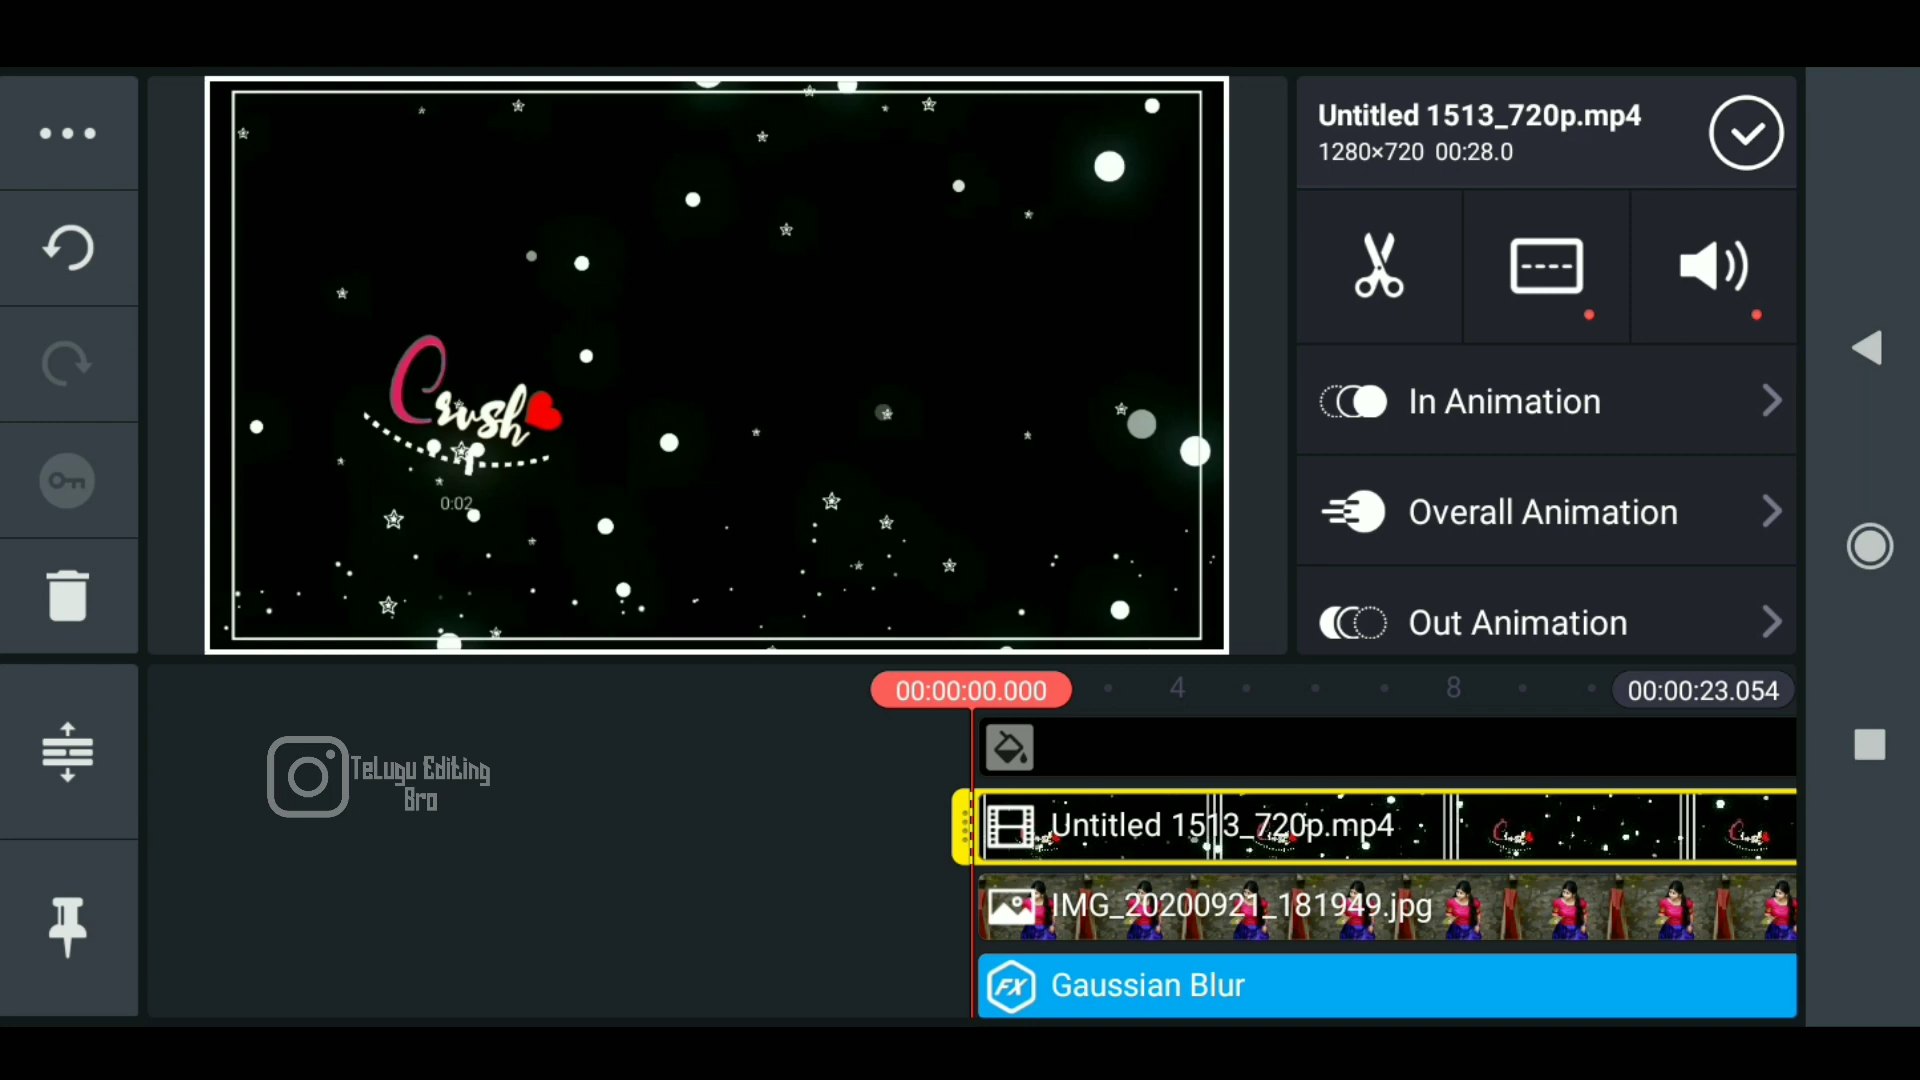 Untitled 1513_720p.mp4
1280×720 00:28.0
Crush
0:02
In Animation
Overall Animation
Out Animation
00:00:00.000
4
8
00:00:23.054
Telugu Editing
Bro
Untitled 1513_720p.mp4
IMG_20200921_181949.jpg
FX Gaussian Blur